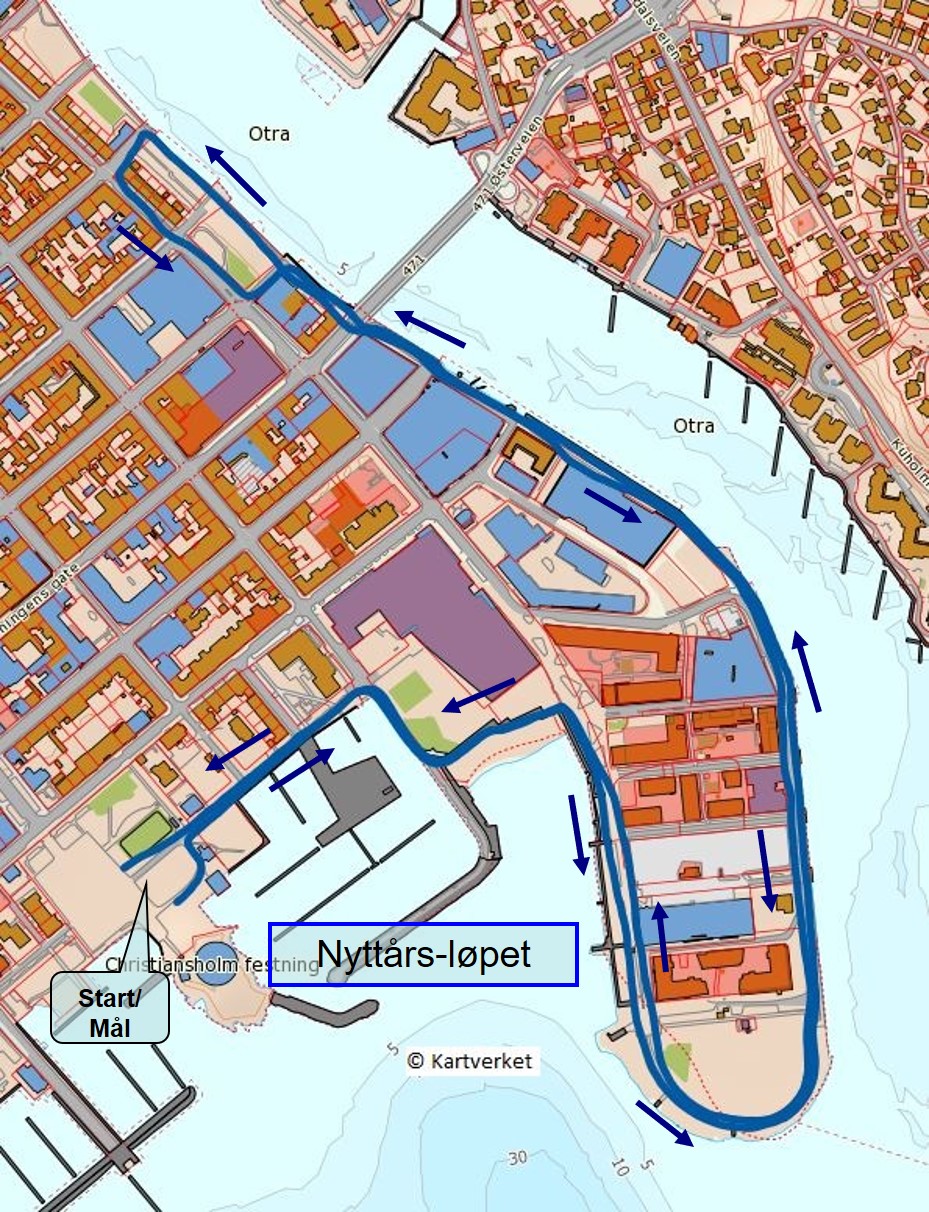 dalsveien
Otra
471 Østerveien
5
471
Otra
Kuholm
ningens gate
Nyttårs-løpet
Christiansholm festning
Start/
Mål
5
© Kartverket
30
10
5